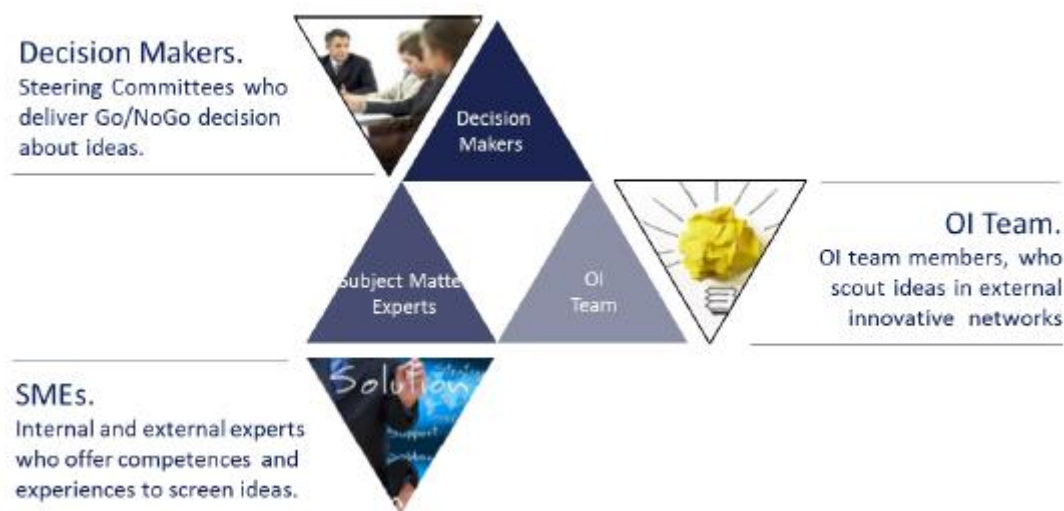 Decision Makers.
Steering Committees who
deliver Go/NoGo decision
about ideas.
Decision
Makers
OI Team.
OI team members, who
scout ideas in external
innovative networks
Subject Matte
Experts
OI
Team
SMEs.
Internal and external experts
who offer competences and
experiences to screen ideas.
Solution
Support